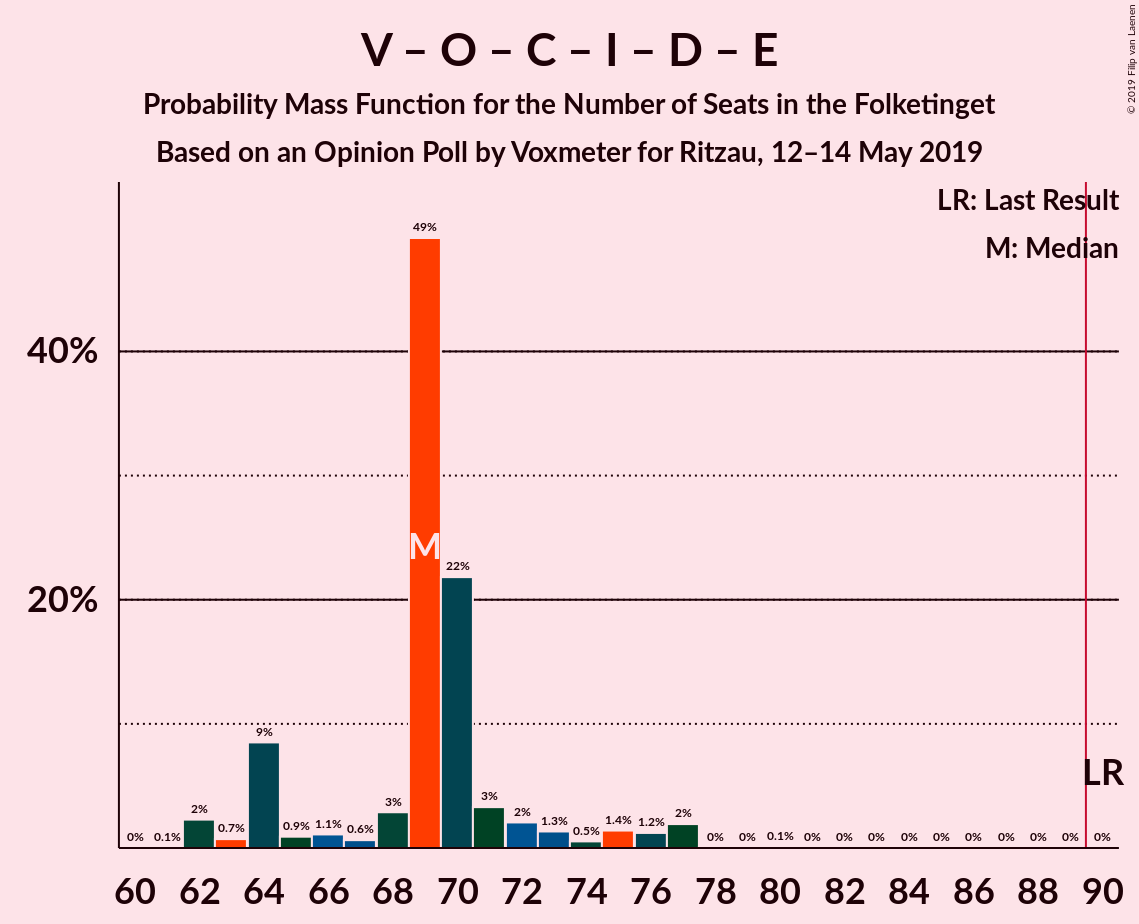 V – O – C – I – D – E
Probability Mass Function for the Number of Seats in the Folketinget
Based on an Opinion Poll by Voxmeter for Ritzau, 12–14 May 2019
© 2019 Filip van Laenen
LR: Last Result
M: Median
49%
40%
M
22%
20%
9%
LR
0% 0.1% 2% 0.7% 0.9% 1.1% 0.6% 3% 3% 2% 1.3% 0.5% 1.4% 1.2% 2% 0% 0% 0.1% 0% 0% 0% 0% 0% 0% 0% 0% 0% 0%
60 62 64 66 68 70 72 74 76 78 80 82 84 86 88 90